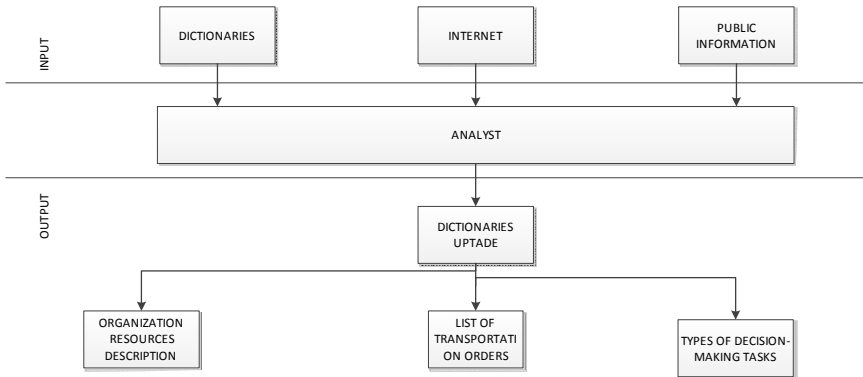 INPUT
DICTIONARIES
INTERNET
PUBLIC
INFORMATION
ANALYST
OUTPUT
DICTIONARIES
UPTADE
ORGANIZATION
RESOURCES
DESCRIPTION
LIST OF
TRANSPORTATI
ON ORDERS
TYPES OF DECISION-
MAKING TASKS